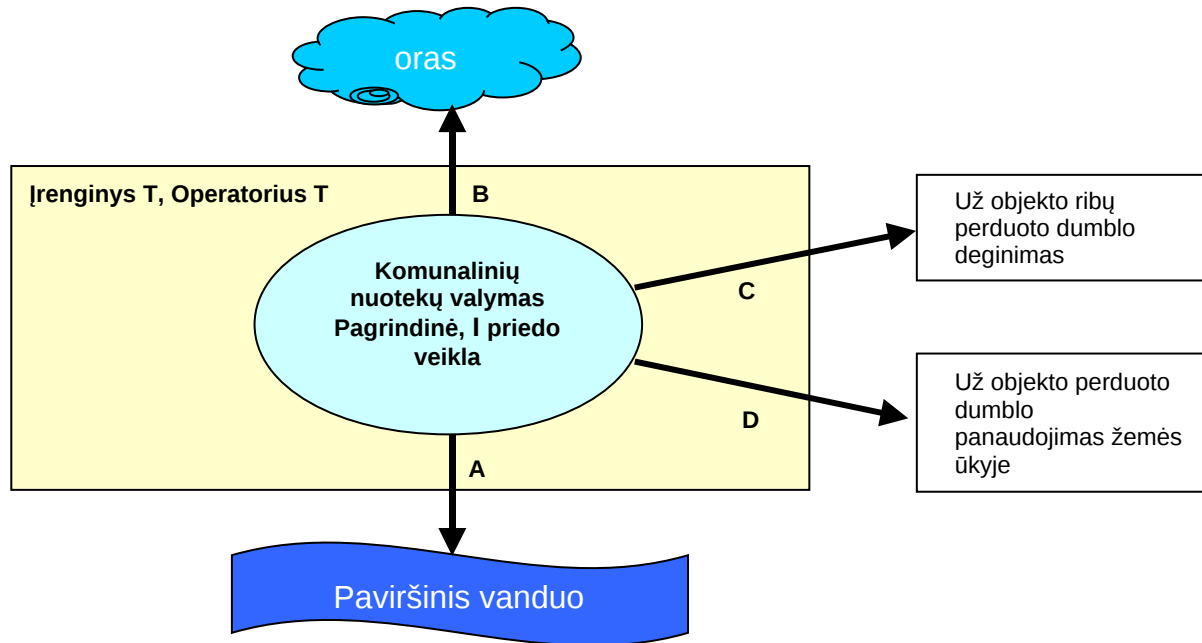 oras
Įrenginys T, Operatorius T
B
Komunalinių
nuotekų valymas
Pagrindinė, I priedo
veikla
C
Už objekto ribų
perduoto dumblo
deginimas
D
Už objekto perduoto
dumblo
panaudojimas žemės
ūkyje
A
Paviršinis vanduo